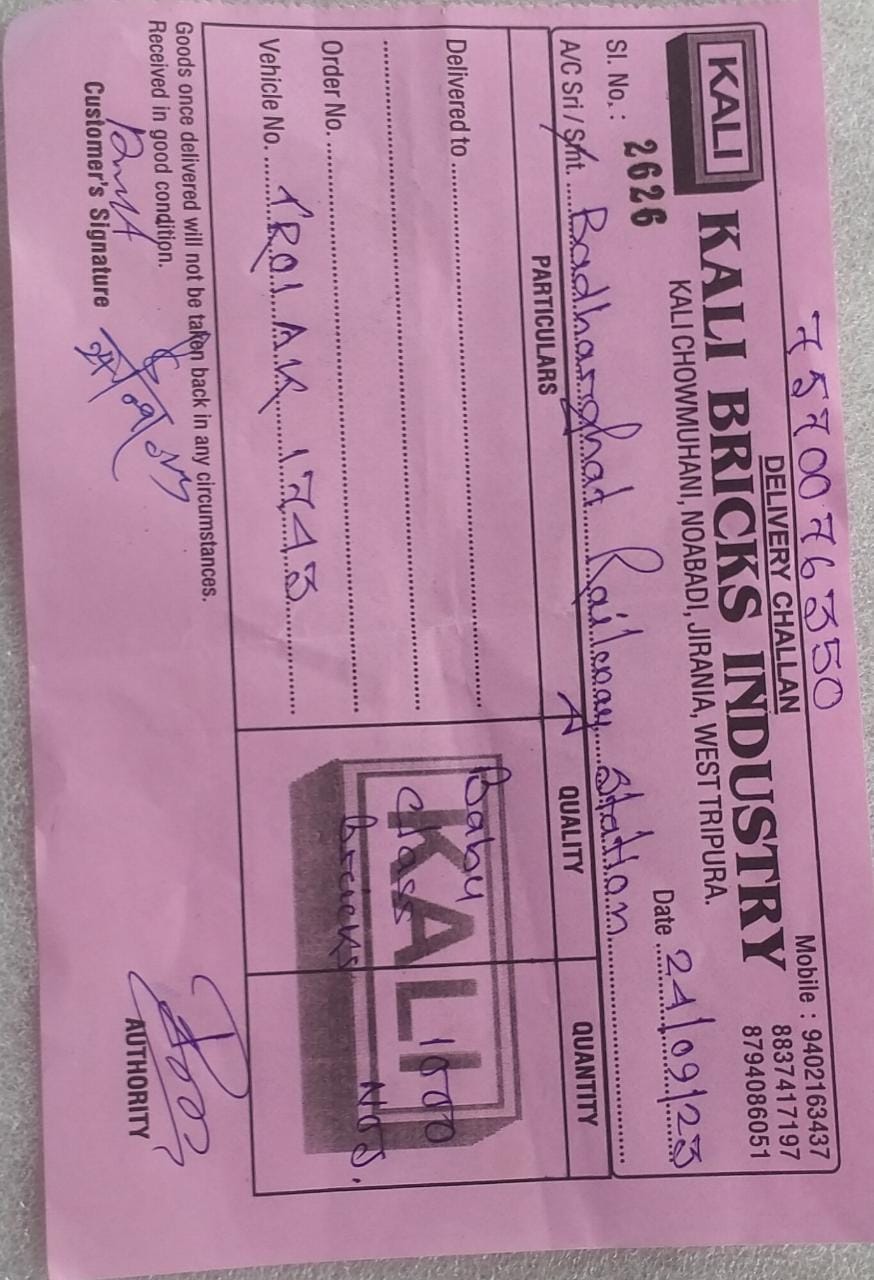 7570076350
DELIVERY CHALLAN
Mobile : 9402163437
8837417197
8794086051
KALI
KALI BRICKS INDUSTRY
KALI CHOWMUHANI, NOABADI, JIRANIA, WEST TRIPURA.
Sl. No. : 2626
Date 24/09/23
A/C Sri / Smt. Badharghat Railway Station
PARTICULARS QUALITY QUANTITY
Delivered to
KALI
Baby class 1000 Nos.
Order No.
Vehicle No. TR01 AK 1743
Goods once delivered will not be taken back in any circumstances.
Received in good condition.
Customer's Signature
AUTHORITY